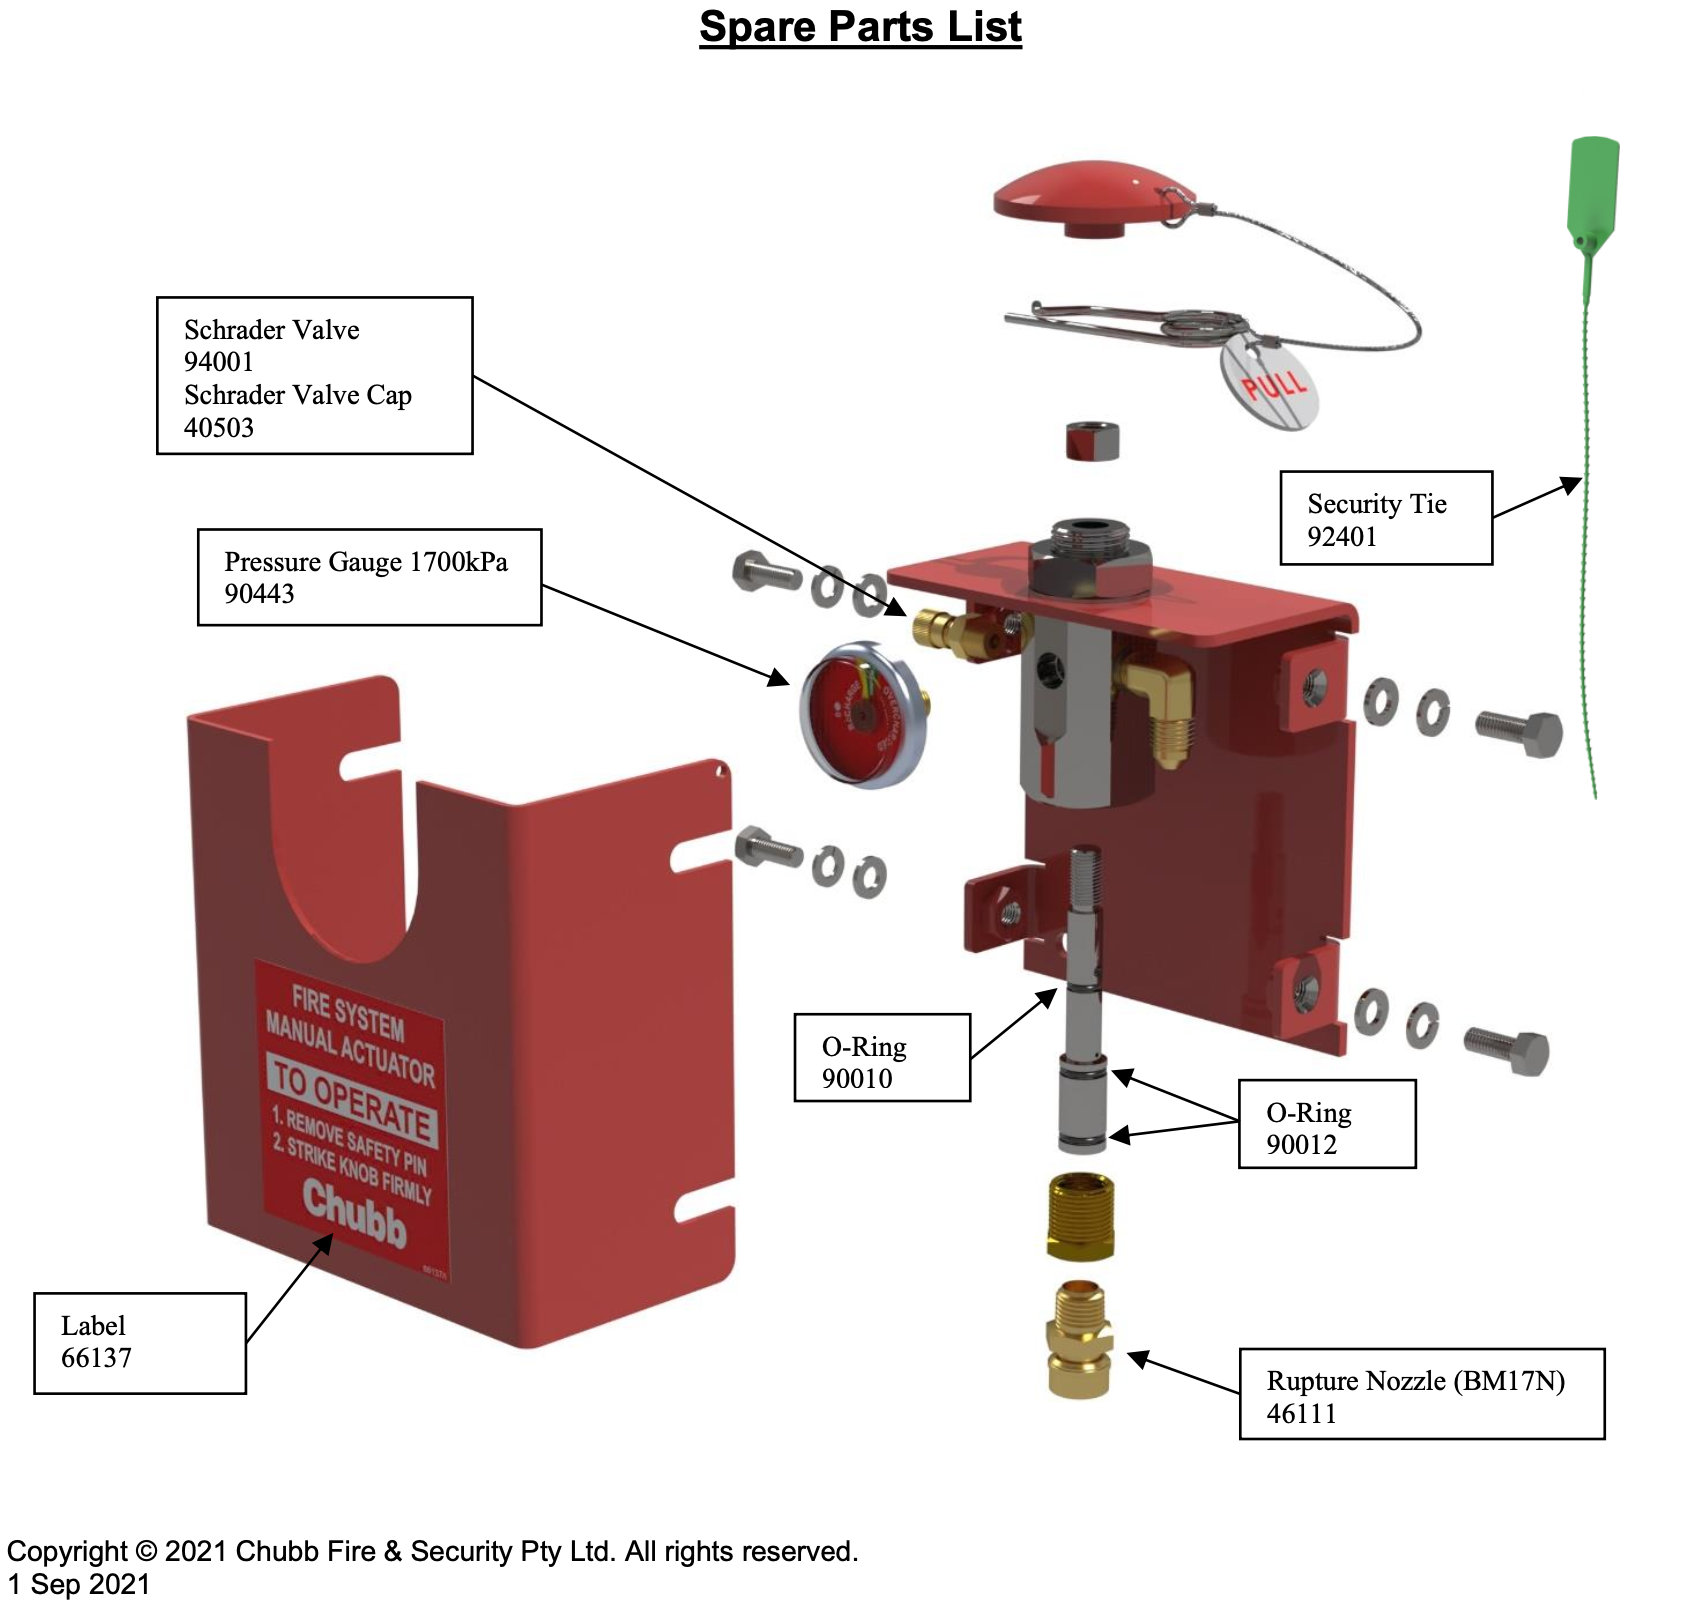 Spare Parts List
PULL
Schrader Valve
94001
Schrader Valve Cap
40503
Security Tie
92401
Pressure Gauge 1700kPa
90443
RECHARGE
OVERCHARGED
FIRE SYSTEM
MANUAL ACTUATOR
TO OPERATE
1. REMOVE SAFETY PIN
2. STRIKE KNOB FIRMLY
Chubb
O-Ring
90010
O-Ring
90012
Label
66137
Rupture Nozzle (BM17N)
46111
Copyright © 2021 Chubb Fire & Security Pty Ltd. All rights reserved.
1 Sep 2021